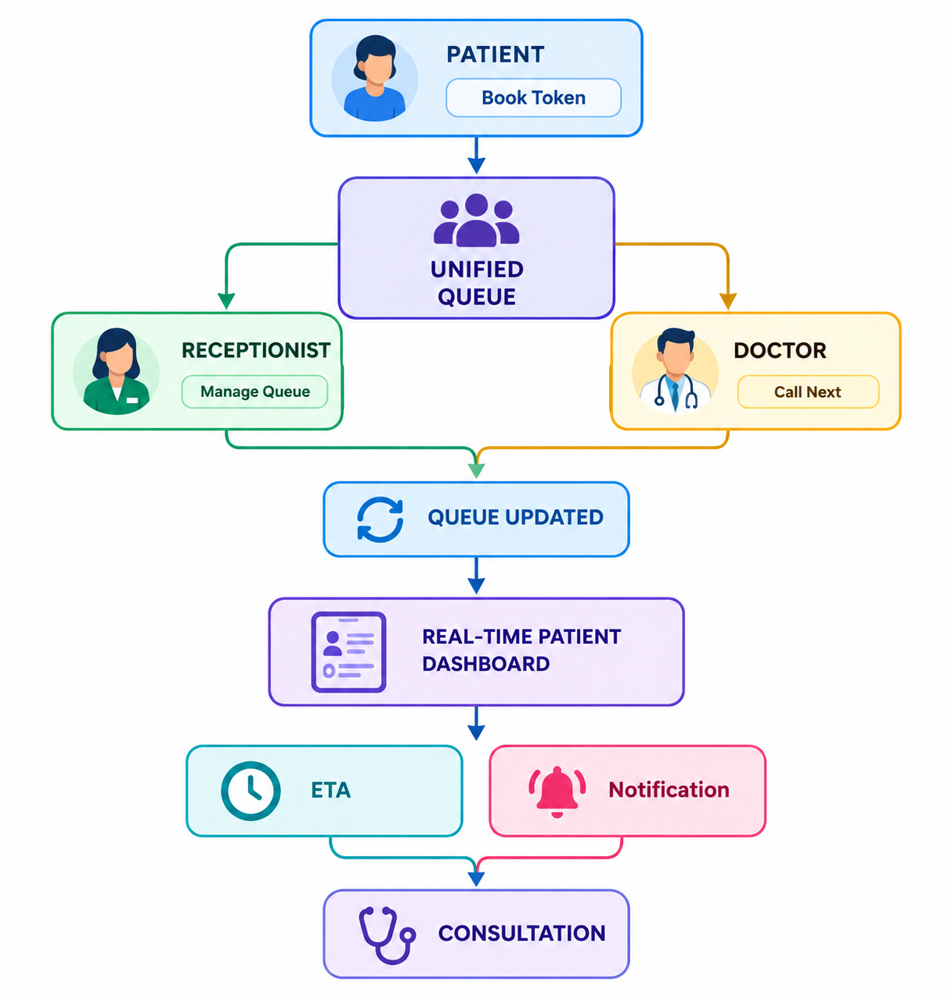 PATIENT
Book Token
UNIFIED
QUEUE
RECEPTIONIST
Manage Queue
DOCTOR
Call Next
QUEUE UPDATED
REAL-TIME PATIENT
DASHBOARD
ETA
Notification
CONSULTATION